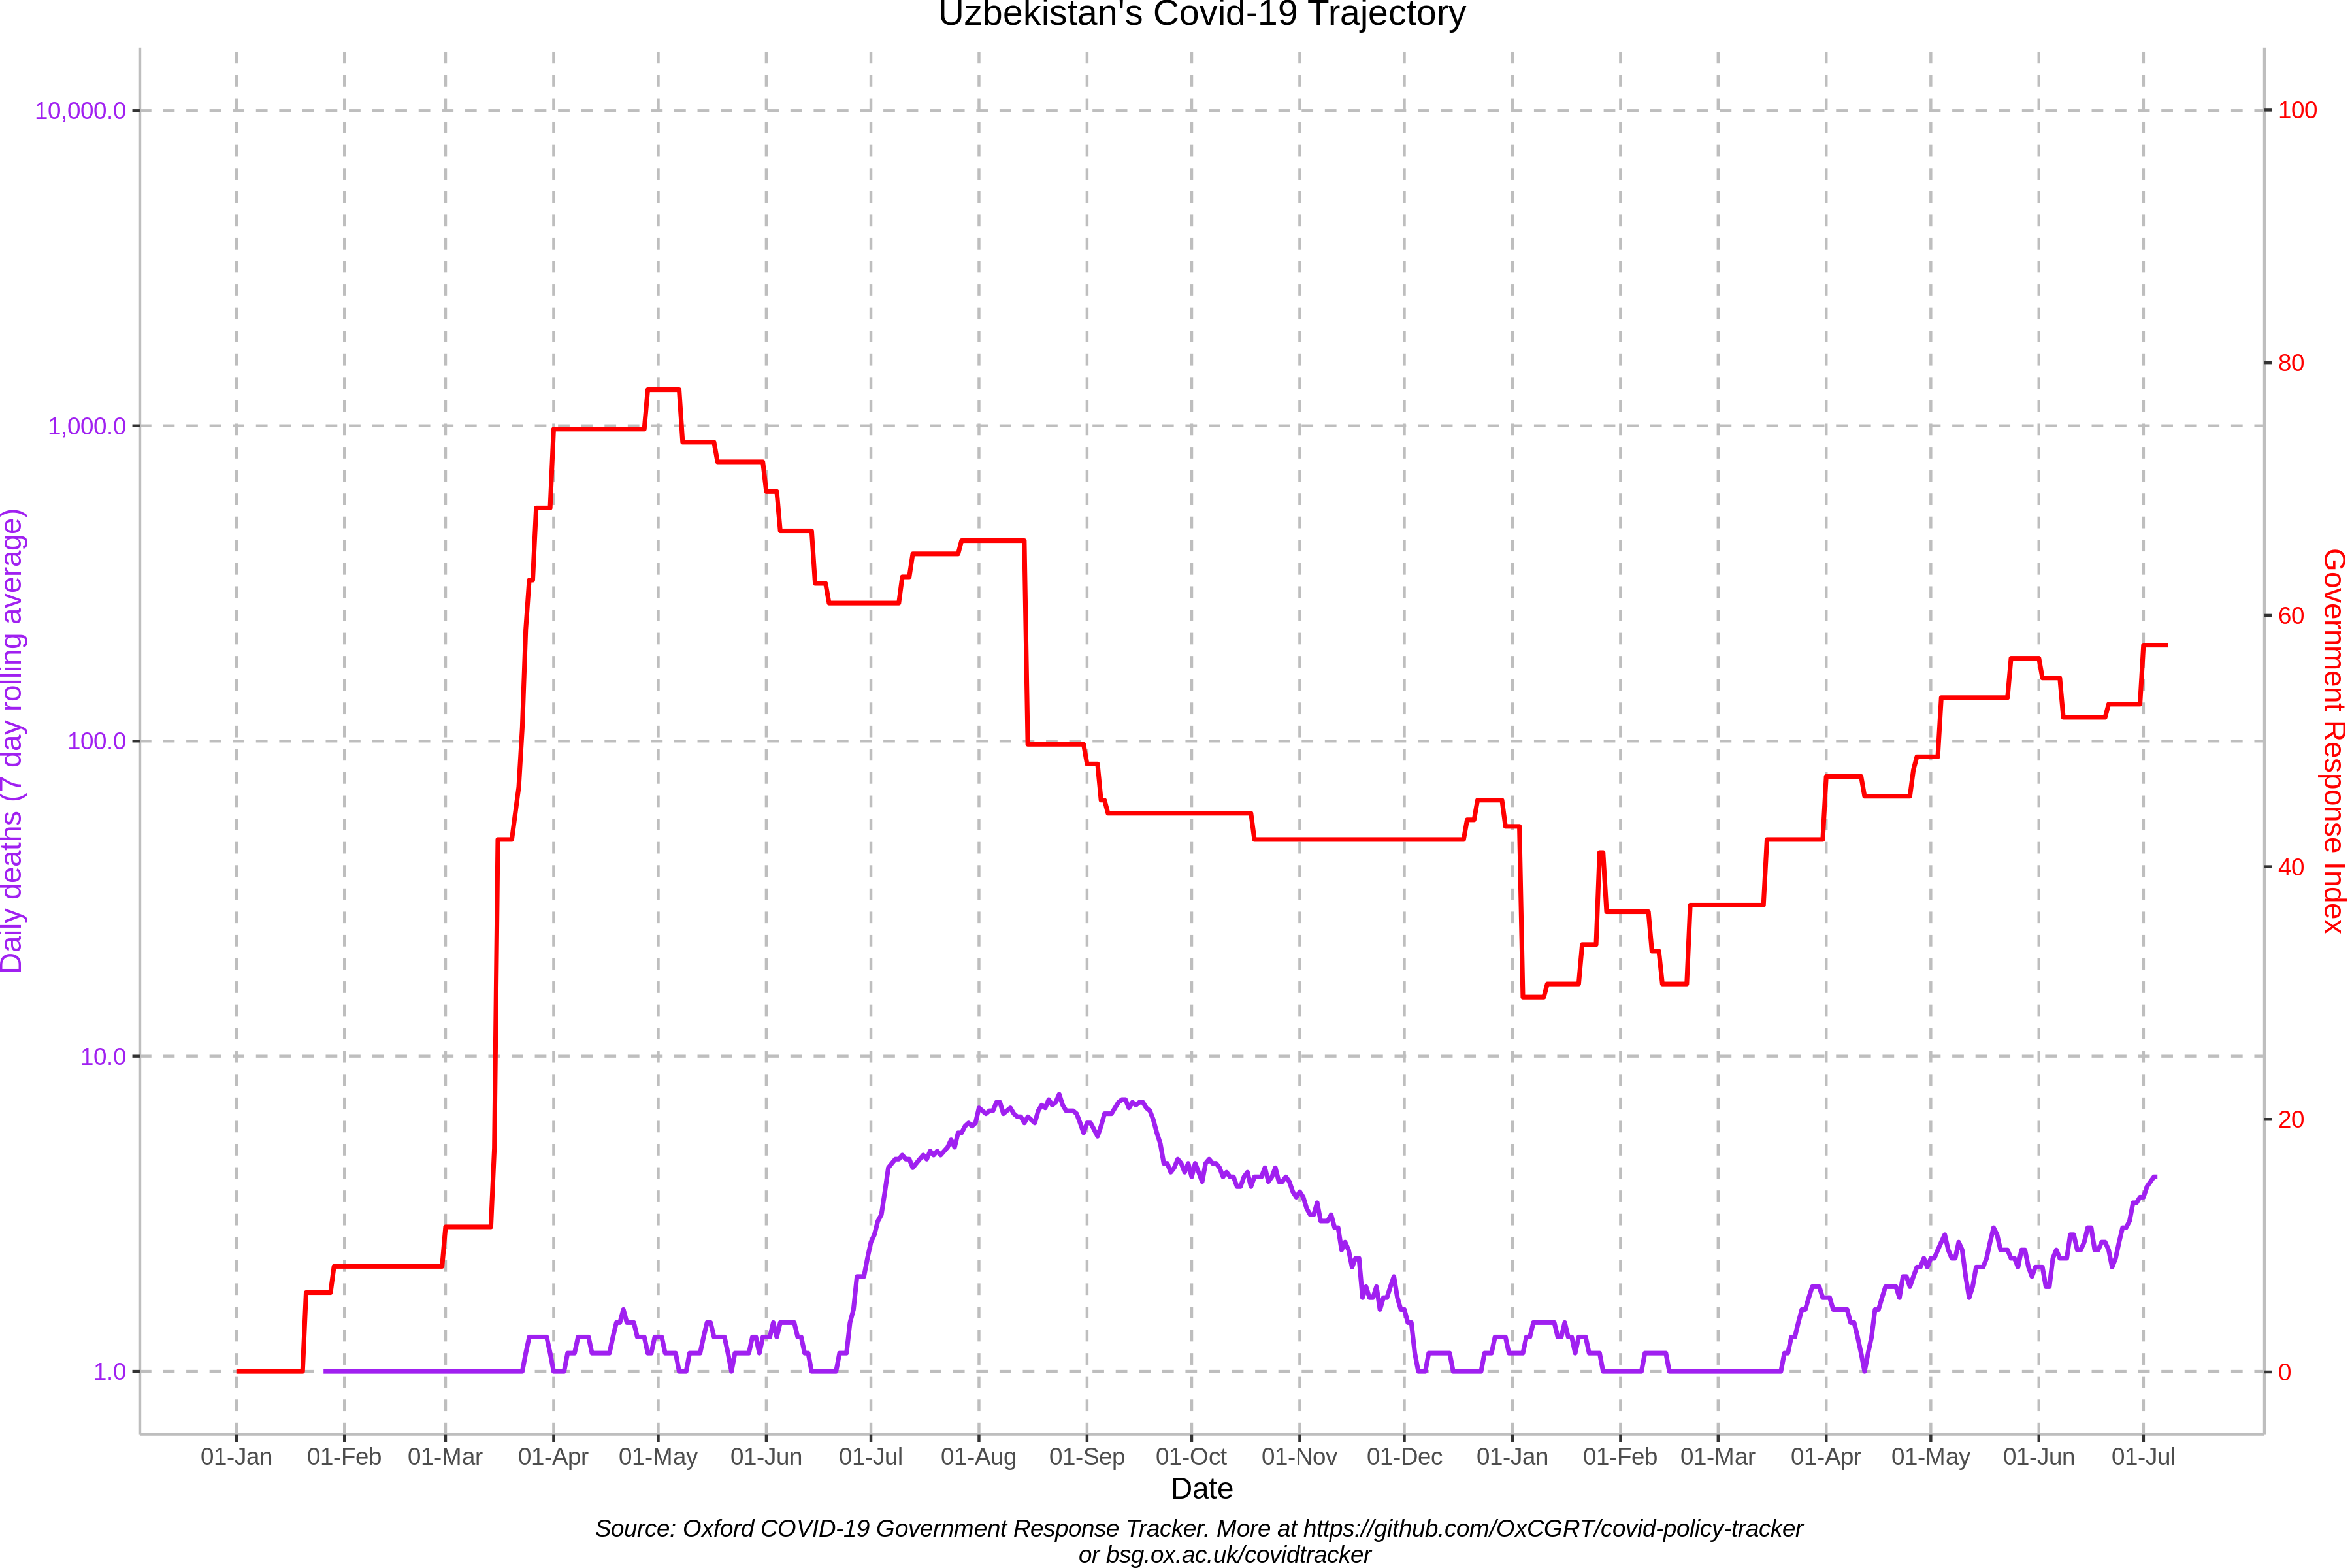 Uzbekistan's Covid-19 Trajectory
10,000.0
1,000.0
100.0
10.0
1.0
Daily deaths (7 day rolling average)
100
80
60
40
20
0
Government Response Index
01-Jan 01-Feb 01-Mar 01-Apr 01-May 01-Jun 01-Jul 01-Aug 01-Sep 01-Oct 01-Nov 01-Dec 01-Jan 01-Feb 01-Mar 01-Apr 01-May 01-Jun 01-Jul
Date
Source: Oxford COVID-19 Government Response Tracker. More at https://github.com/OxCGRT/covid-policy-tracker
or bsg.ox.ac.uk/covidtracker